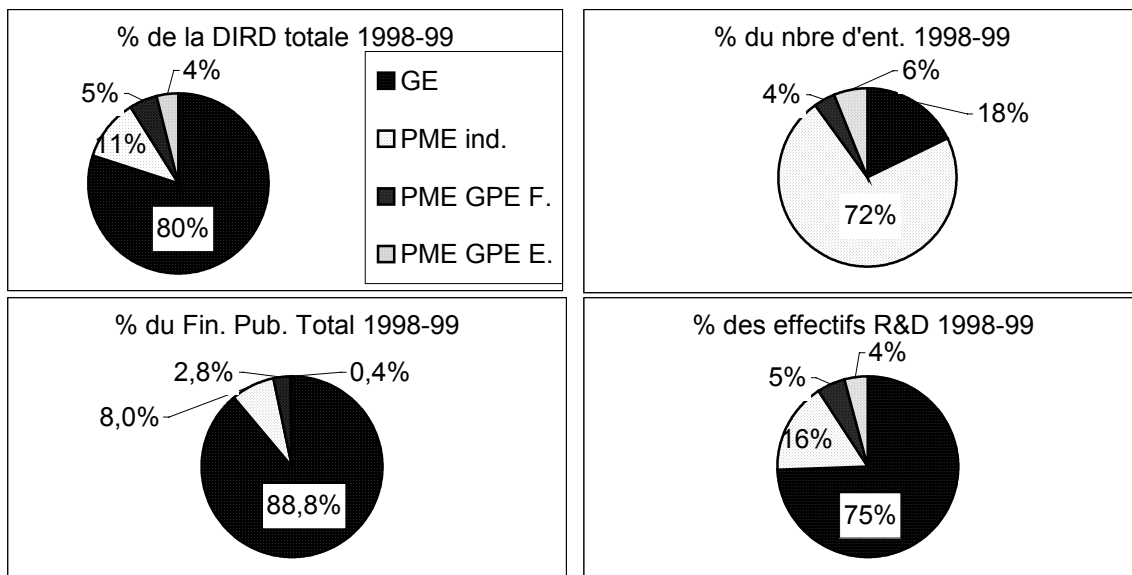 % de la DIRD totale 1998-99
4%
5%
11%
80%
GE
PME ind.
PME GPE F.
PME GPE E.
% du nbre d'ent. 1998-99
6%
4%
18%
72%
% du Fin. Pub. Total 1998-99
2,8%
0,4%
8,0%
88,8%
% des effectifs R&D 1998-99
4%
5%
16%
75%